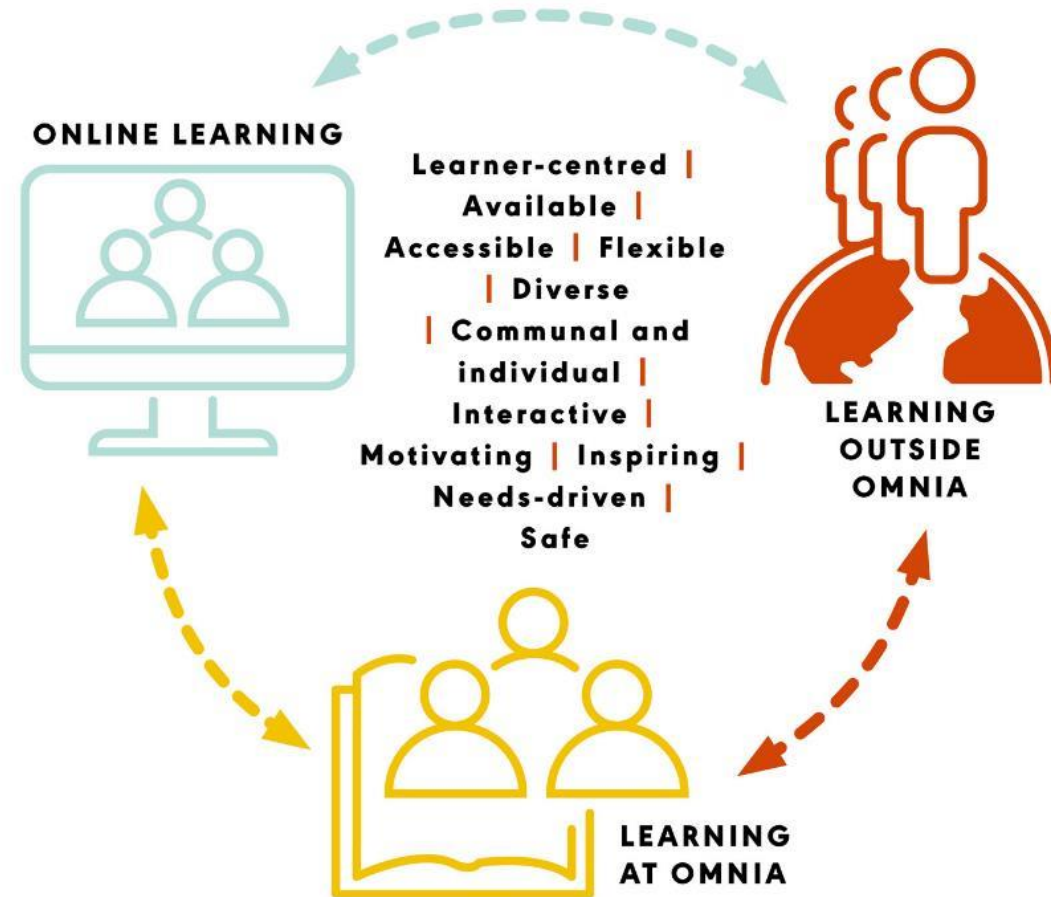 ONLINE LEARNING
Learner-centred |
Available |
Accessible | Flexible
| Diverse
| Communal and
individual |
Interactive |
Motivating | Inspiring |
Needs-driven |
Safe
LEARNING
OUTSIDE
OMNIA
LEARNING
AT OMNIA